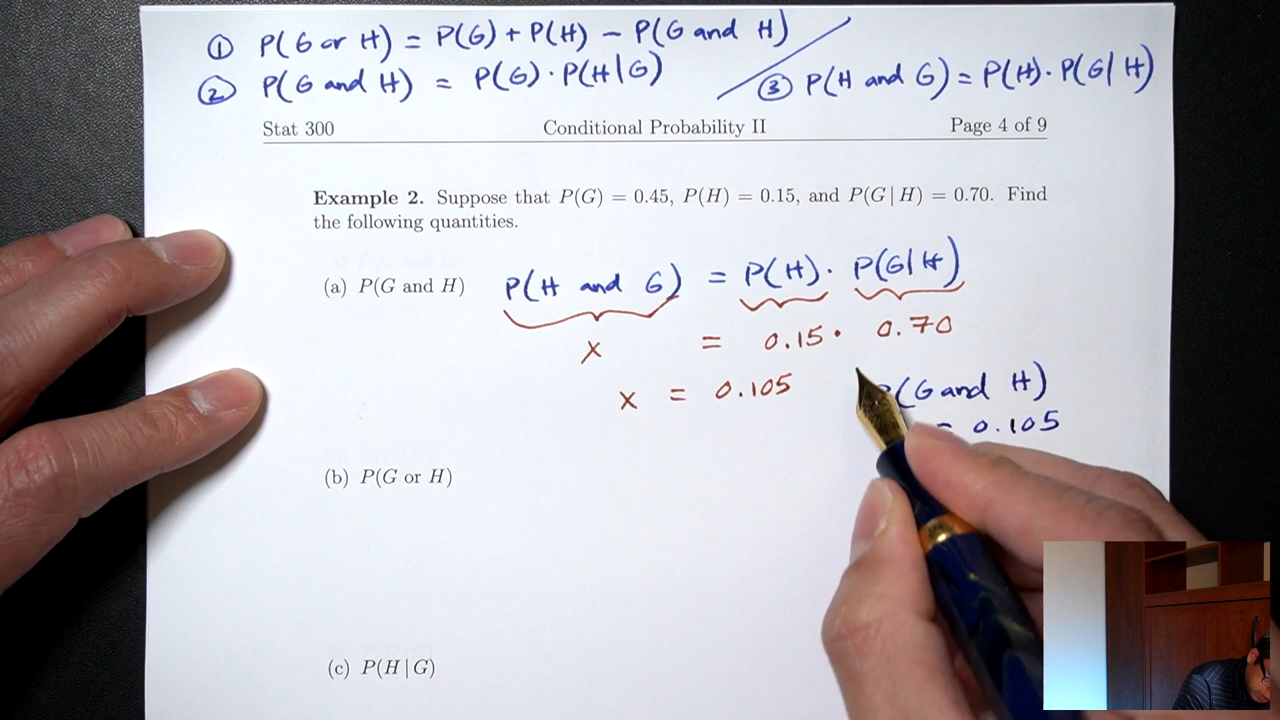 ① P(G or H) = P(G) + P(H) - P(G and H)
② P(G and H) = P(G) · P(H|G) ③ P(H and G) = P(H) · P(G|H)
Stat 300 Conditional Probability II Page 4 of 9
Example 2. Suppose that P(G) = 0.45, P(H) = 0.15, and P(G | H) = 0.70. Find
the following quantities.
(a) P(G and H) P(H and G) = P(H) · P(G|H)
x = 0.15 · 0.70
x = 0.105 P(G and H)
= 0.105
(b) P(G or H)
(c) P(H | G)